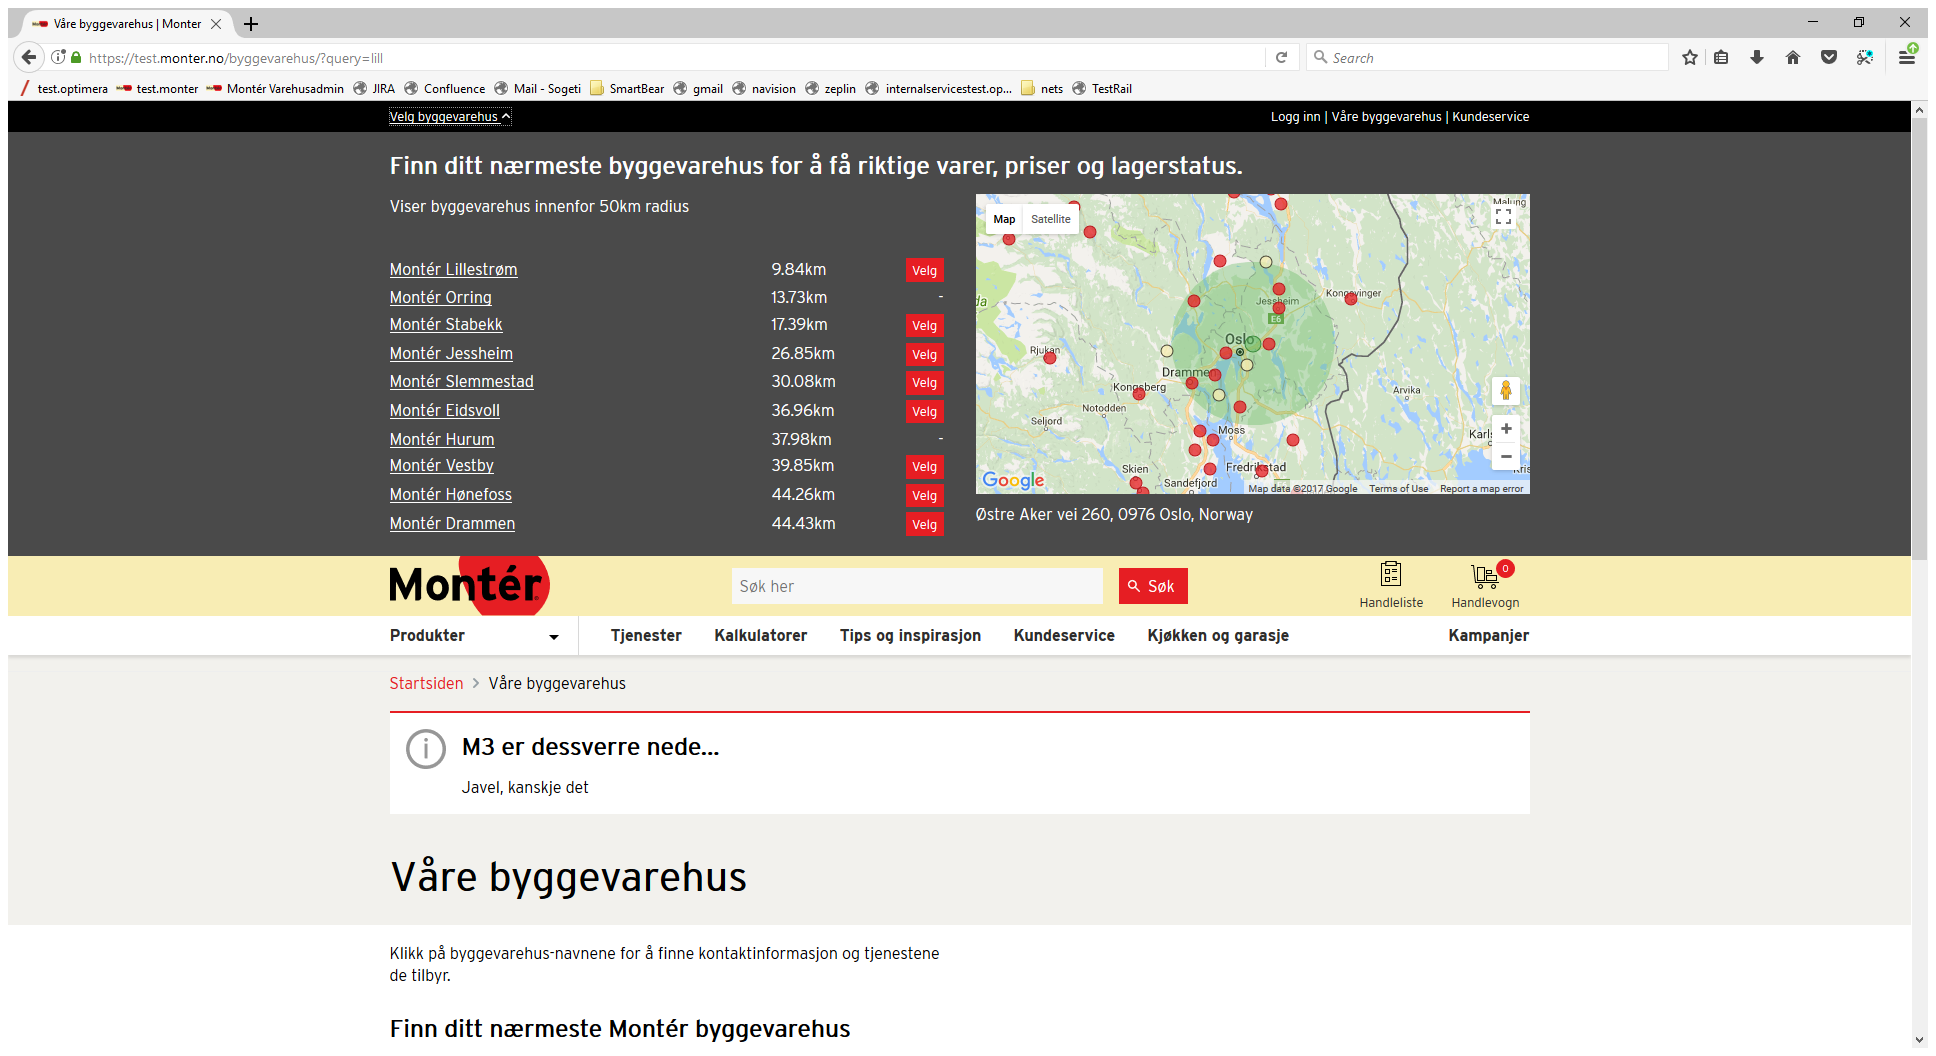 Våre byggevarehus | Monter
https://test.monter.no/byggevarehus/?query=lill
Search
test.optimera test.monter Montér Varehusadmin JIRA Confluence Mail - Sogeti SmartBear gmail navision zeplin internalservicestest.op... nets TestRail
Velg byggevarehus
Logg inn | Våre byggevarehus | Kundeservice
Finn ditt nærmeste byggevarehus for å få riktige varer, priser og lagerstatus.
Viser byggevarehus innenfor 50km radius
Montér Lillestrøm 9.84km Velg
Montér Orring 13.73km -
Montér Stabekk 17.39km Velg
Montér Jessheim 26.85km Velg
Montér Slemmestad 30.08km Velg
Montér Eidsvoll 36.96km Velg
Montér Hurum 37.98km -
Montér Vestby 39.85km Velg
Montér Hønefoss 44.26km Velg
Montér Drammen 44.43km Velg
Map Satellite
Malung
Kongsvinger
Jessheim
E6
Oslo
Rjukan
Drammen
Kongsberg
Arvika
Notodden
Seljord
Moss
Skien
Fredrikstad
Sandefjord
Google
Map data ©2017 Google Terms of Use Report a map error
Østre Aker vei 260, 0976 Oslo, Norway
Montér
Søk her
Søk
Handleliste
0
Handlevogn
Produkter Tjenester Kalkulatorer Tips og inspirasjon Kundeservice Kjøkken og garasje Kampanjer
Startsiden > Våre byggevarehus
M3 er dessverre nede...
Javel, kanskje det
Våre byggevarehus
Klikk på byggevarehus-navnene for å finne kontaktinformasjon og tjenestene
de tilbyr.
Finn ditt nærmeste Montér byggevarehus